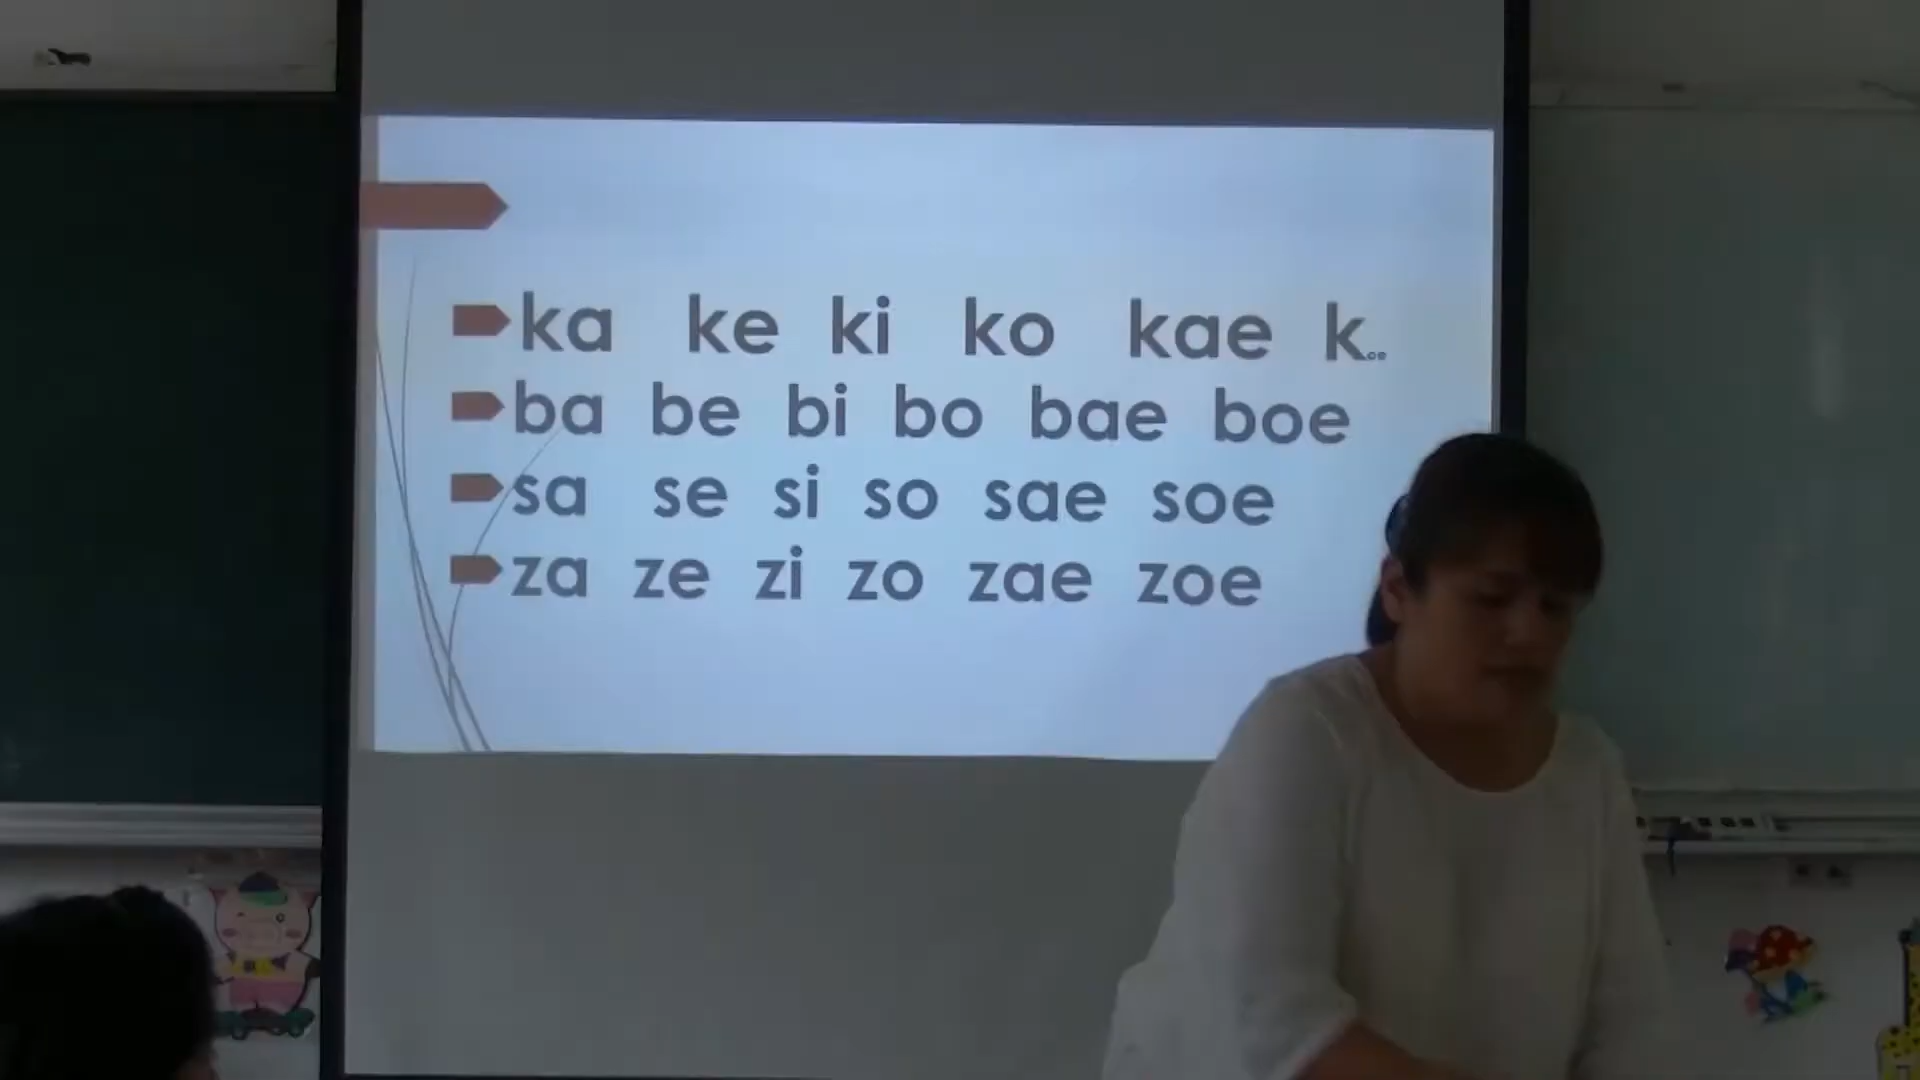 ka ke ki ko kae k..
ba be bi bo bae boe
sa se si so sae soe
za ze zi zo zae zoe